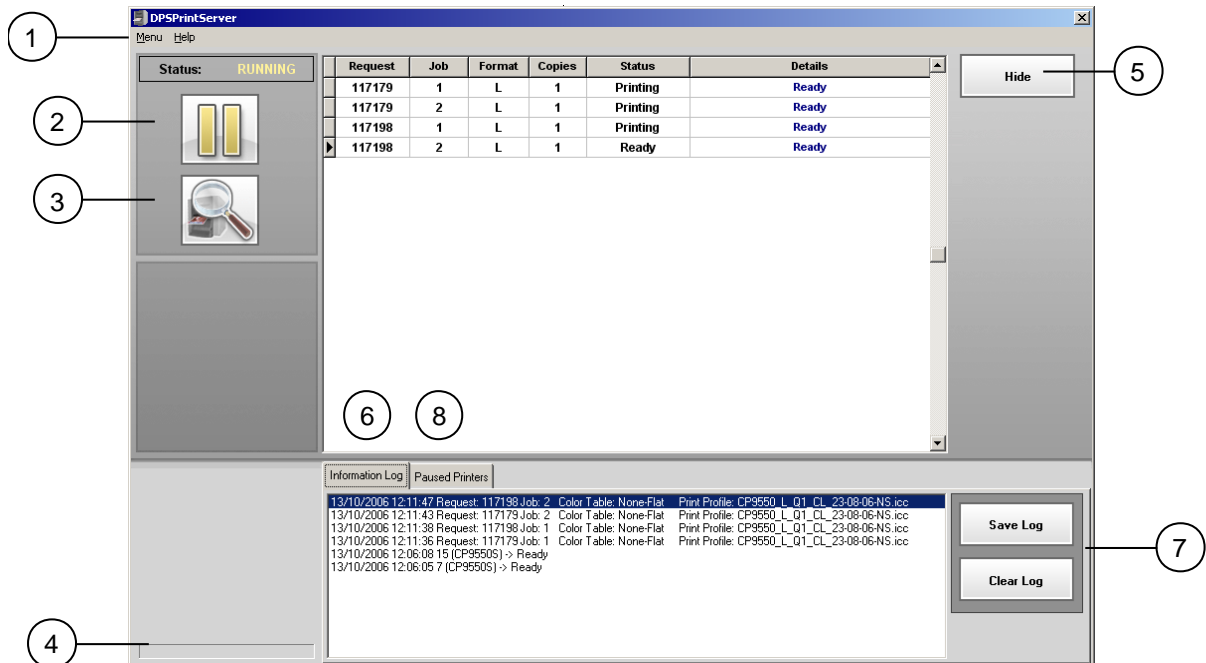 DPSPrintServer
1
Menu Help
Status: RUNNING
Request Job Format Copies Status Details
117179 1 L 1 Printing Ready
117179 2 L 1 Printing Ready
117198 1 L 1 Printing Ready
117198 2 L 1 Ready Ready
Hide
5
2
3
6 8
Information Log Paused Printers
13/10/2006 12:11:47 Request: 117198 Job: 2 Color Table: None-Flat Print Profile: CP9550_L_Q1_CL_23-08-06-NS.icc
13/10/2006 12:11:43 Request: 117179 Job: 2 Color Table: None-Flat Print Profile: CP9550_L_Q1_CL_23-08-06-NS.icc
13/10/2006 12:11:38 Request: 117198 Job: 1 Color Table: None-Flat Print Profile: CP9550_L_Q1_CL_23-08-06-NS.icc
13/10/2006 12:11:36 Request: 117179 Job: 1 Color Table: None-Flat Print Profile: CP9550_L_Q1_CL_23-08-06-NS.icc
13/10/2006 12:06:08 15 (CP9550S) -> Ready
13/10/2006 12:06:05 7 (CP9550S) -> Ready
Save Log
Clear Log
7
4